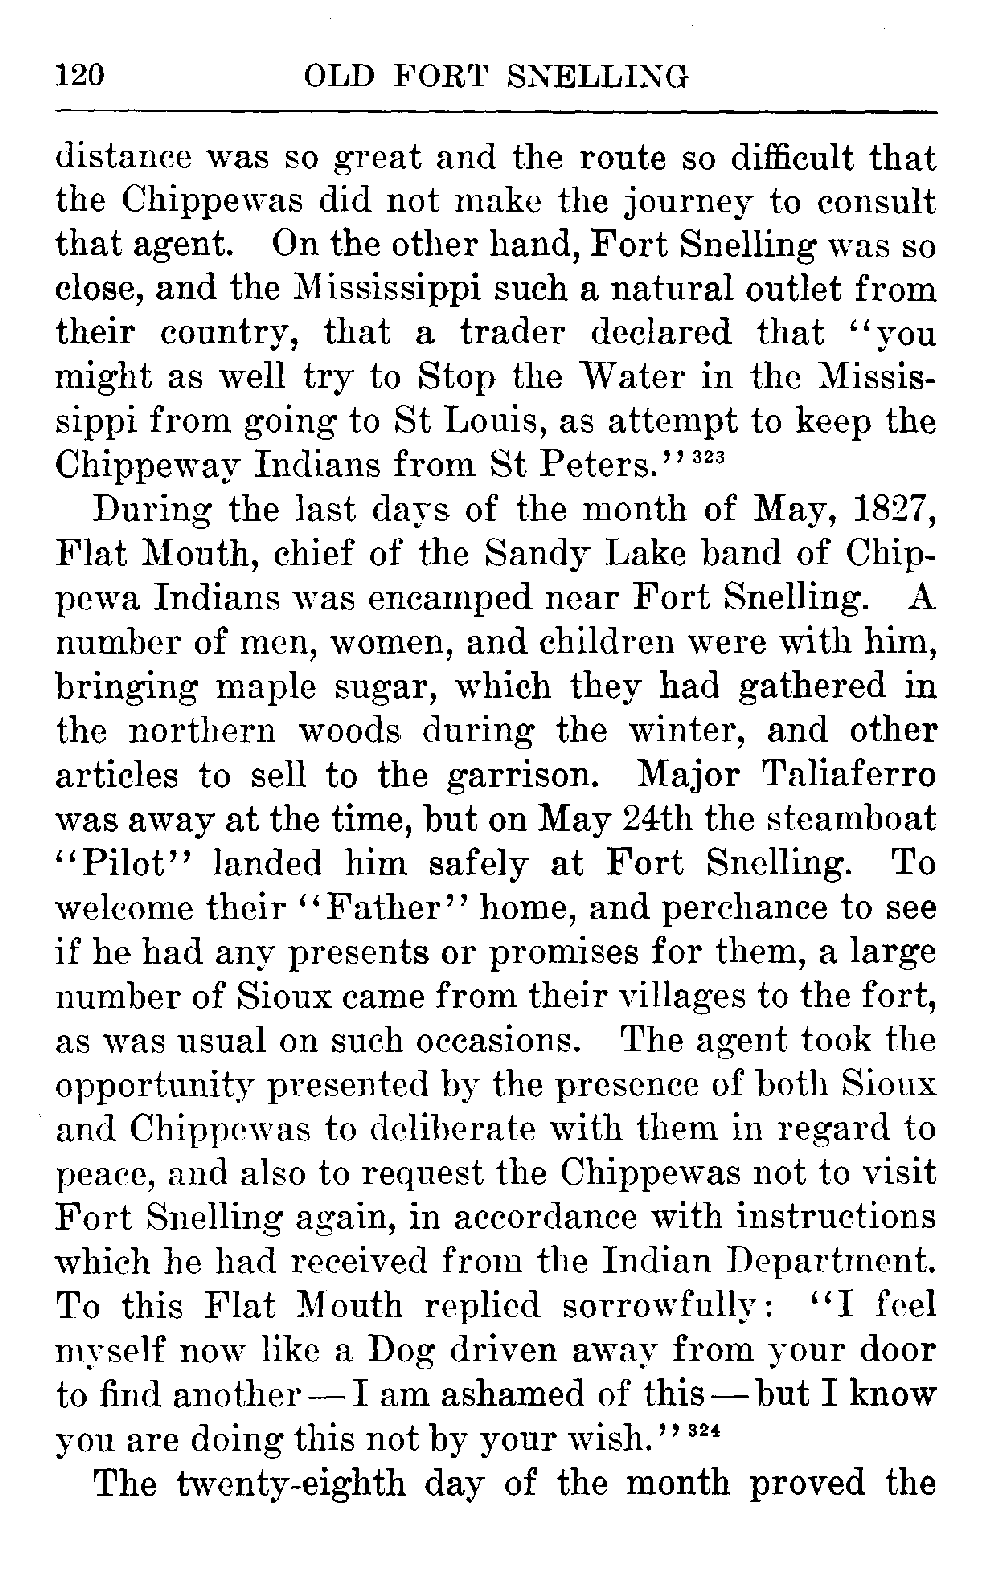 120 OLD FORT SNELLING
distance was so great and the route so difficult that
the Chippewas did not make the journey to consult
that agent. On the other hand, Fort Snelling was so
close, and the Mississippi such a natural outlet from
their country, that a trader declared that “you
might as well try to Stop the Water in the Missis-
sippi from going to St Louis, as attempt to keep the
Chippeway Indians from St Peters.” 323
During the last days of the month of May, 1827,
Flat Mouth, chief of the Sandy Lake band of Chip-
pewa Indians was encamped near Fort Snelling. A
number of men, women, and children were with him,
bringing maple sugar, which they had gathered in
the northern woods during the winter, and other
articles to sell to the garrison. Major Taliaferro
was away at the time, but on May 24th the steamboat
“Pilot” landed him safely at Fort Snelling. To
welcome their “Father” home, and perchance to see
if he had any presents or promises for them, a large
number of Sioux came from their villages to the fort,
as was usual on such occasions. The agent took the
opportunity presented by the presence of both Sioux
and Chippewas to deliberate with them in regard to
peace, and also to request the Chippewas not to visit
Fort Snelling again, in accordance with instructions
which he had received from the Indian Department.
To this Flat Mouth replied sorrowfully: “I feel
myself now like a Dog driven away from your door
to find another — I am ashamed of this — but I know
you are doing this not by your wish.” 324
The twenty-eighth day of the month proved the